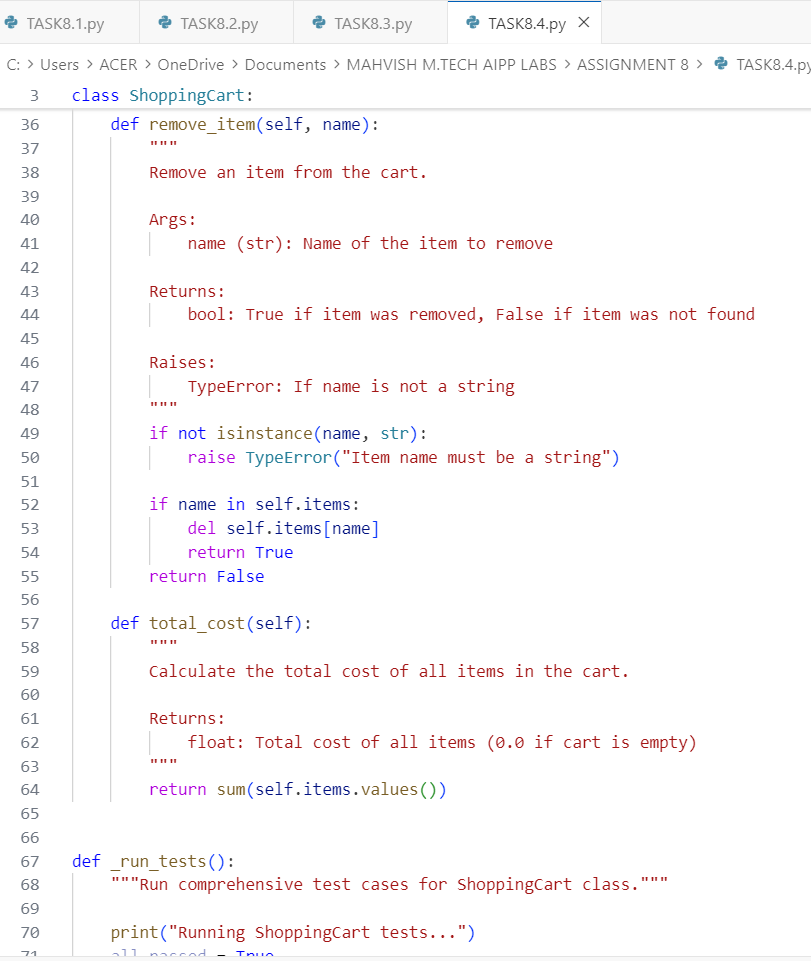 TASK8.1.py TASK8.2.py TASK8.3.py TASK8.4.py ×
C: > Users > ACER > OneDrive > Documents > MAHVISH M.TECH AIPP LABS > ASSIGNMENT 8 > TASK8.4.py
3 class ShoppingCart:
36 def remove_item(self, name):
37 """
38 Remove an item from the cart.
39
40 Args:
41 name (str): Name of the item to remove
42
43 Returns:
44 bool: True if item was removed, False if item was not found
45
46 Raises:
47 TypeError: If name is not a string
48 """
49 if not isinstance(name, str):
50 raise TypeError("Item name must be a string")
51
52 if name in self.items:
53 del self.items[name]
54 return True
55 return False
56
57 def total_cost(self):
58 """
59 Calculate the total cost of all items in the cart.
60
61 Returns:
62 float: Total cost of all items (0.0 if cart is empty)
63 """
64 return sum(self.items.values())
65
66
67 def _run_tests():
68 """Run comprehensive test cases for ShoppingCart class."""
69
70 print("Running ShoppingCart tests...")
71 all_passed = True